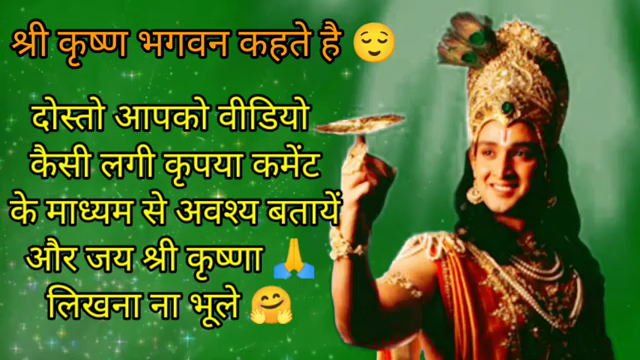 श्री कृष्ण भगवन कहते है 😌
दोस्तो आपको वीडियो
कैसी लगी कृपया कमेंट
के माध्यम से अवश्य बतायें
और जय श्री कृष्णा 🙏
लिखना ना भूले 🤗